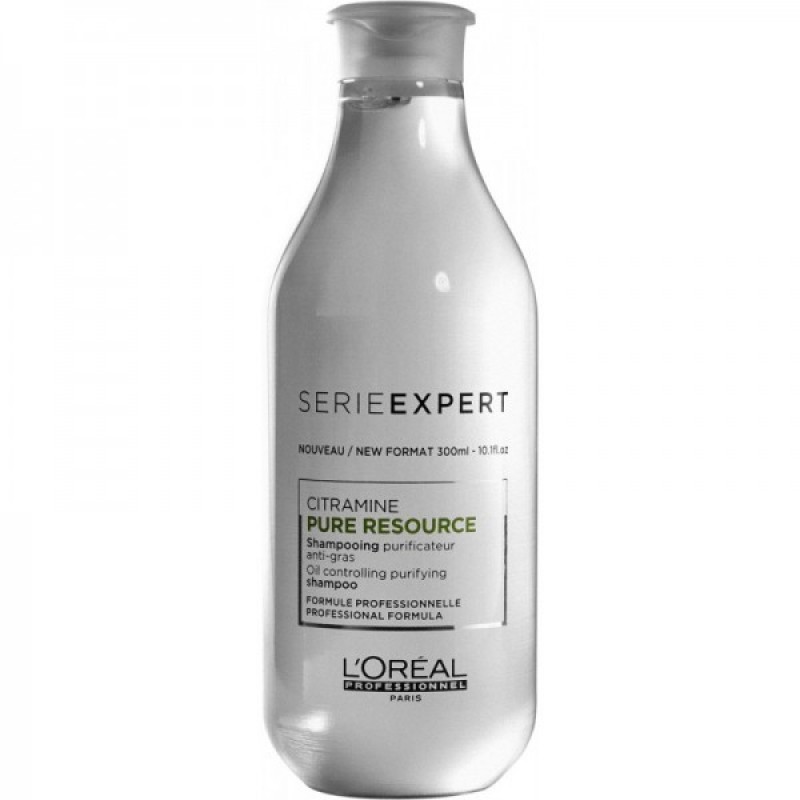 SERIEEXPERT
NOUVEAU / NEW FORMAT 300ml - 10.1fl.oz
CITRAMINE
PURE RESOURCE
Shampooing purificateur
anti-gras
Oil controlling purifying
shampoo
FORMULE PROFESSIONNELLE
PROFESSIONAL FORMULA
L'ORÉAL
PROFESSIONNEL
PARIS